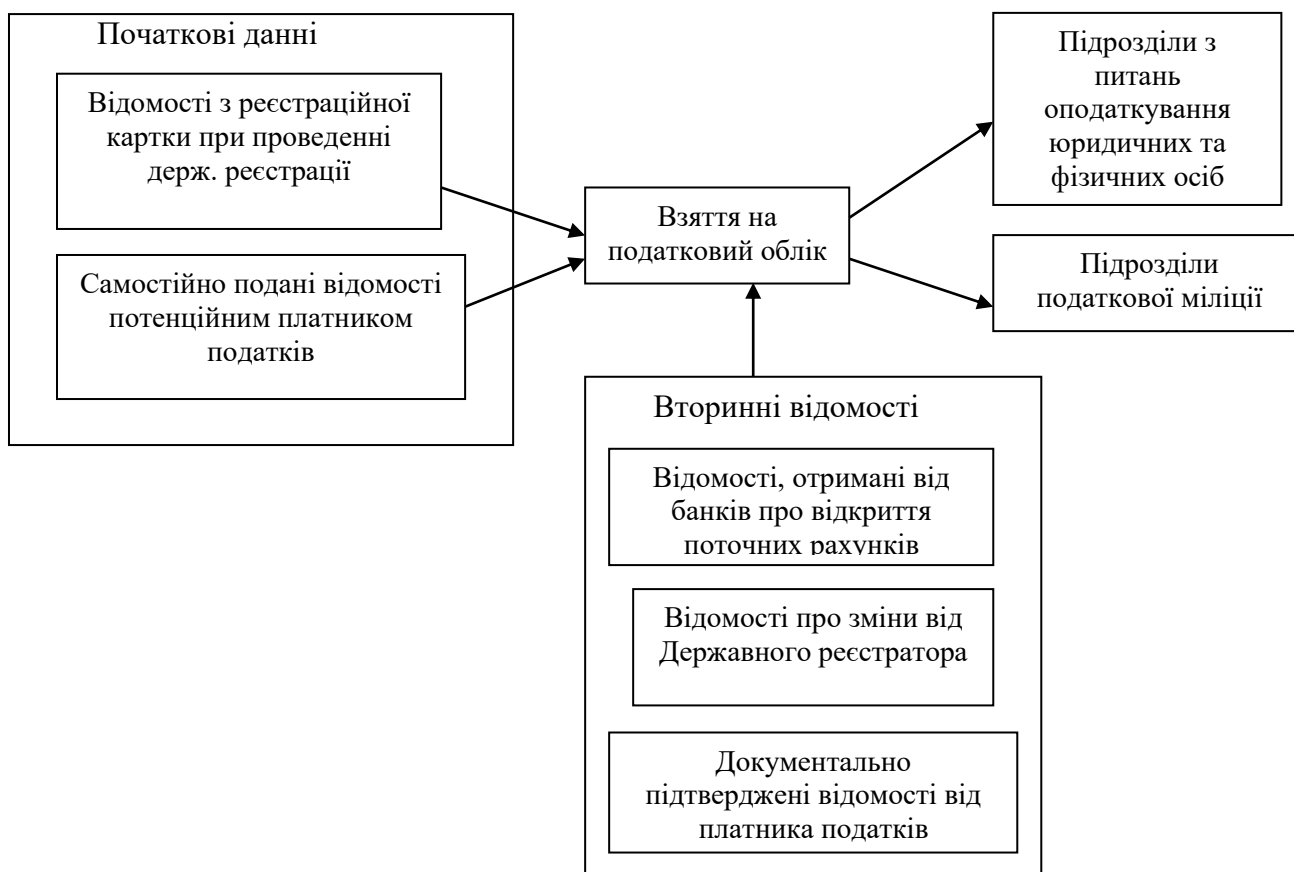 Початкові данні
Відомості з реєстраційної
картки при проведенні
держ. реєстрації
Самостійно подані відомості
потенційним платником
податків
Взяття на
податковий облік
Підрозділи з
питань
оподаткування
юридичних та
фізичних осіб
Підрозділи
податкової міліції
Вторинні відомості
Відомості, отримані від
банків про відкриття
поточних рахунків
Відомості про зміни від
Державного реєстратора
Документально
підтверджені відомості від
платника податків